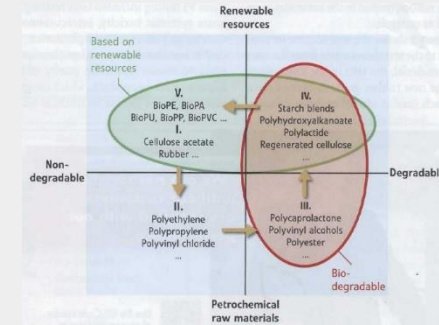 Renewable
resources
Based on
renewable
resources
V.
BioPE, BioPA
BioPU, BioPP, BioPVC ...
I.
Cellulose acetate
Rubber ...
IV.
Starch blends
Polyhydroxyalkanoate
Polylactide
Regenerated cellulose
...
Non-
degradable
Degradable
II.
Polyethylene
Polypropylene
Polyvinyl chloride
...
III.
Polycaprolactone
Polyvinyl alcohols
Polyester
...
Bio-
degradable
Petrochemical
raw materials